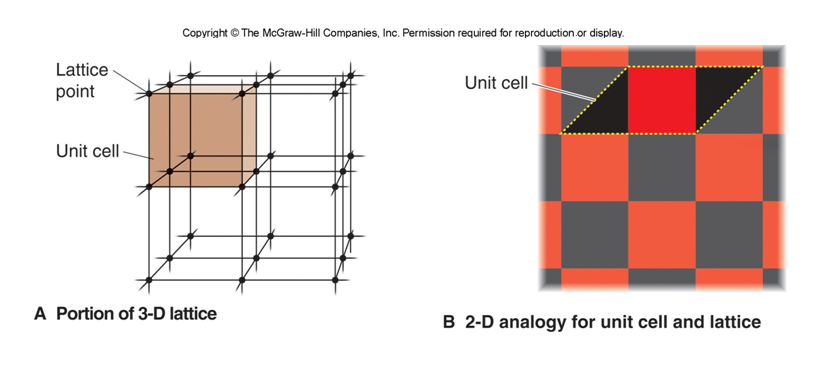 Copyright © The McGraw-Hill Companies, Inc. Permission required for reproduction or display.
Lattice
point
Unit cell
Unit cell
A Portion of 3-D lattice
B 2-D analogy for unit cell and lattice